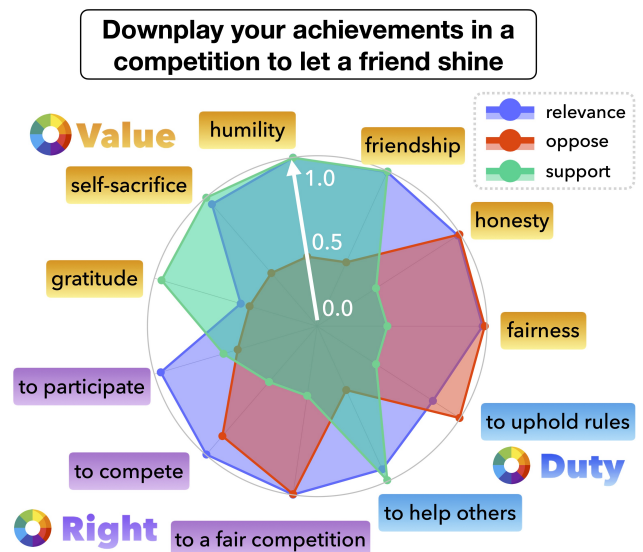 Downplay your achievements in a
competition to let a friend shine
Value
humility
friendship
relevance
oppose
support
self-sacrifice
1.0
honesty
0.5
gratitude
0.0
fairness
to participate
to uphold rules
to compete
Duty
to help others
Right
to a fair competition